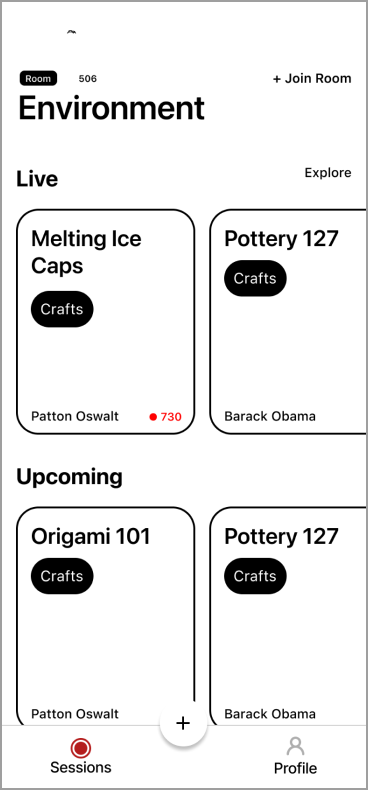 Room 506 + Join Room
Environment
Live Explore
Melting Ice
Caps
Crafts
Patton Oswalt 730
Pottery 127
Crafts
Barack Obama
Upcoming
Origami 101
Crafts
Patton Oswalt
Pottery 127
Crafts
Barack Obama
+
Sessions Profile